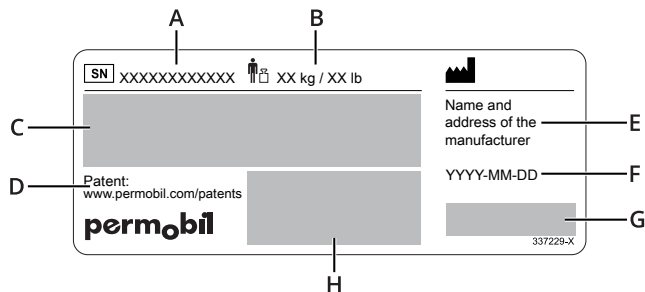 A
B
SN XXXXXXXXXXXX XX kg / XX lb
C
Name and
address of the
manufacturer
E
D
Patent:
www.permobil.com/patents
YYYY-MM-DD
F
permobil
G
337229-X
H